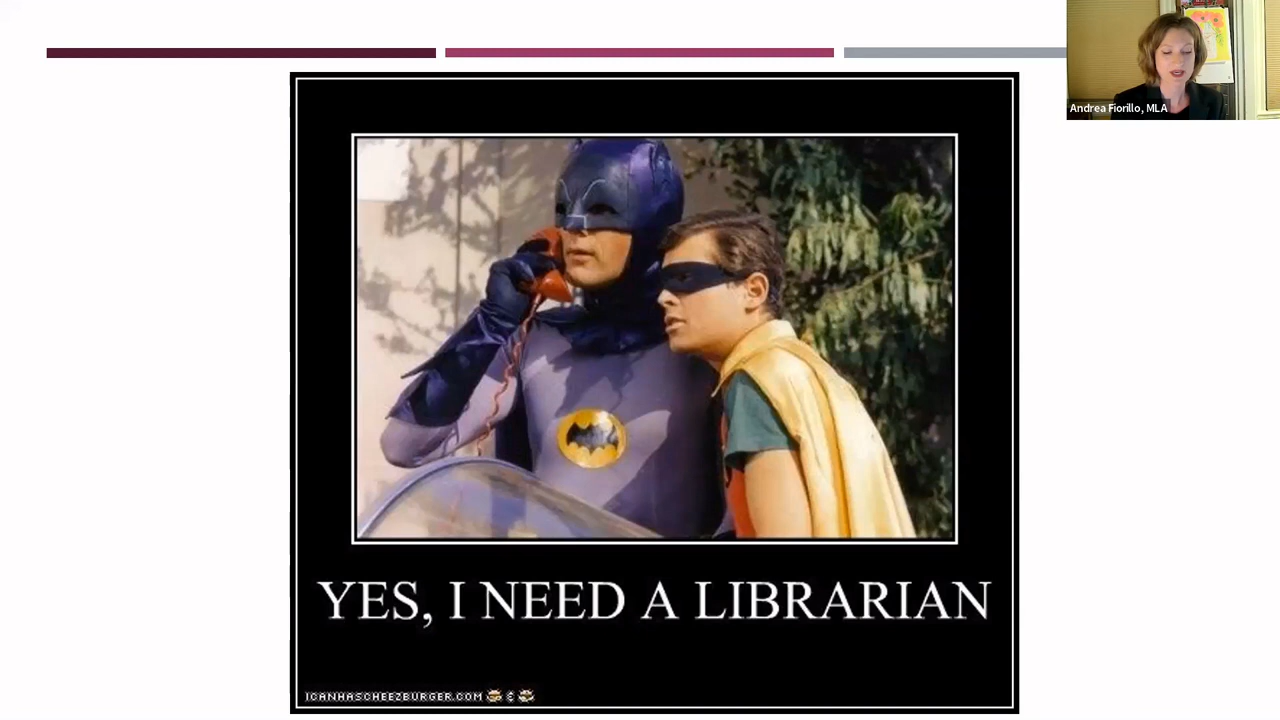 Andrea Fiorillo, MLA
YES, I NEED A LIBRARIAN
ICANHASCHEEZBURGER.COM